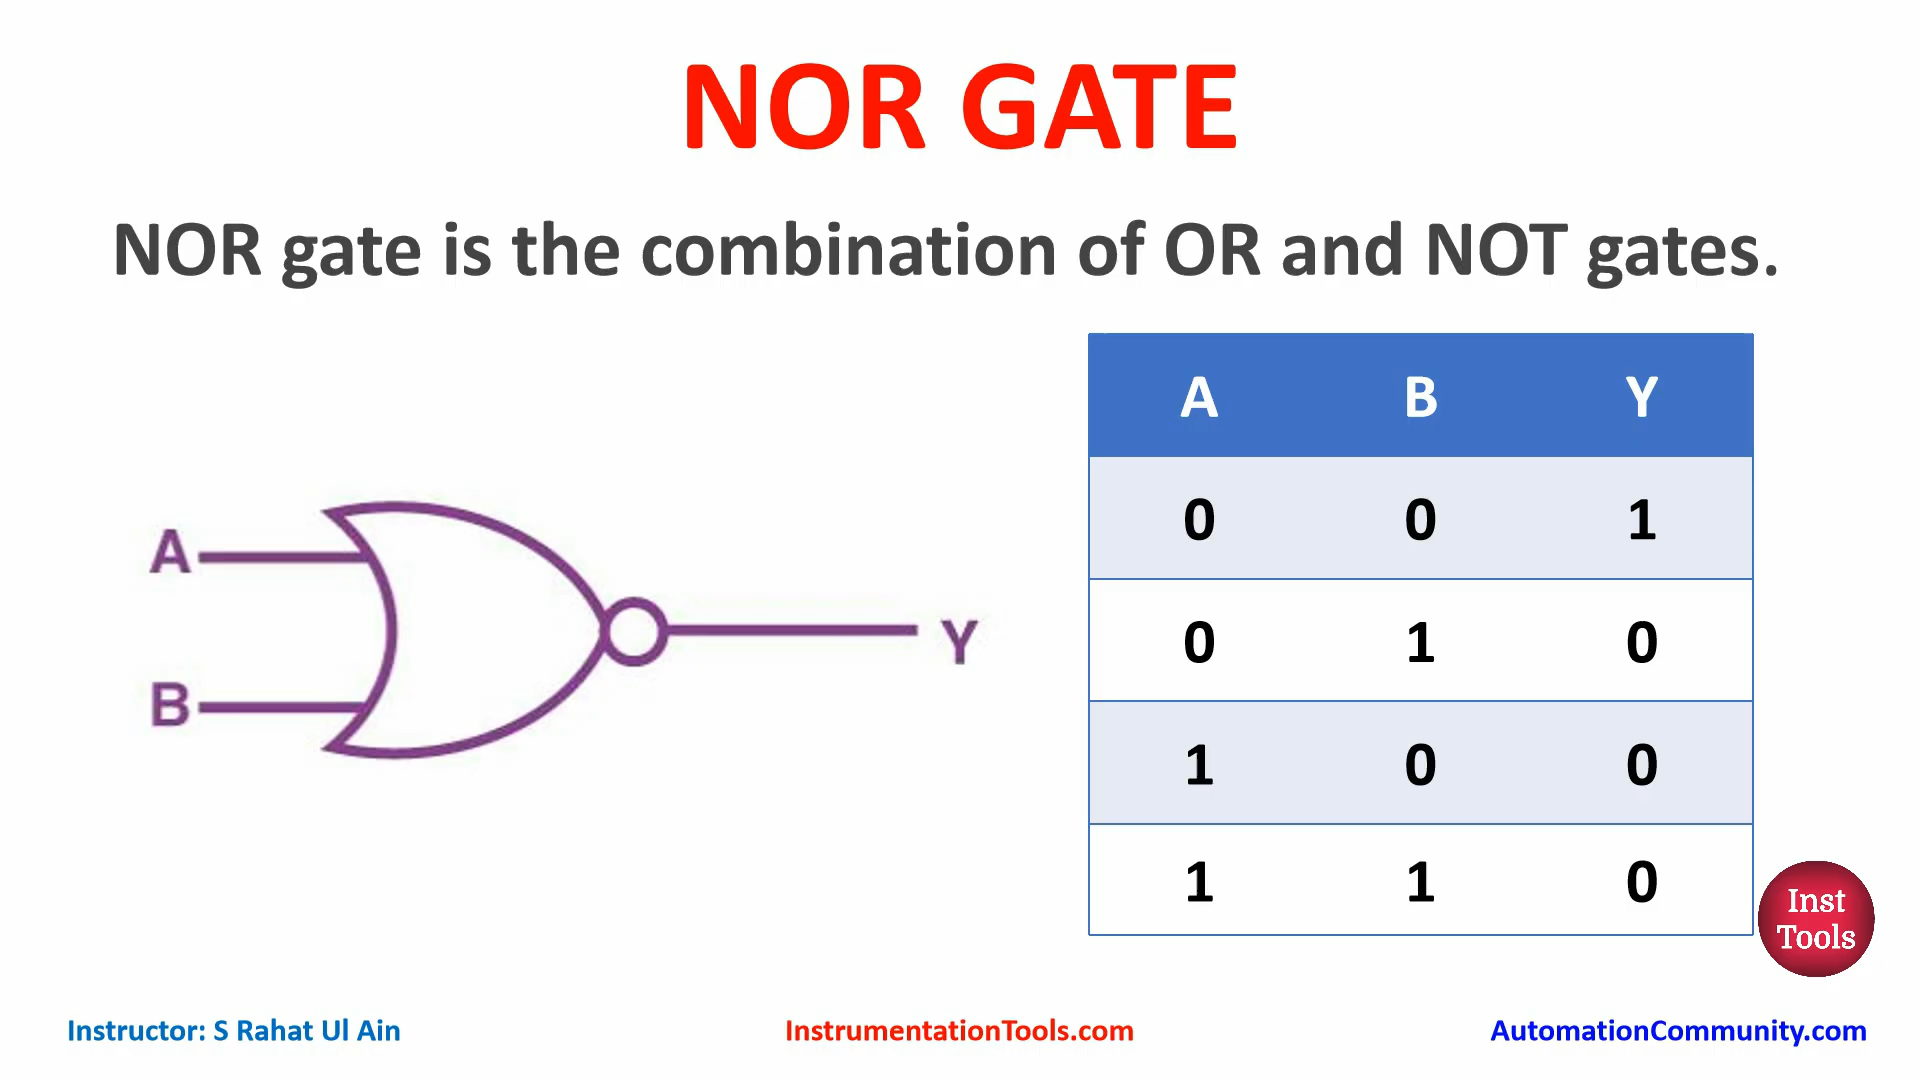 NOR GATE
NOR gate is the combination of OR and NOT gates.
A
B
Y
A B Y
0 0 1
0 1 0
1 0 0
1 1 0
Inst
Tools
Instructor: S Rahat Ul Ain
InstrumentationTools.com
AutomationCommunity.com